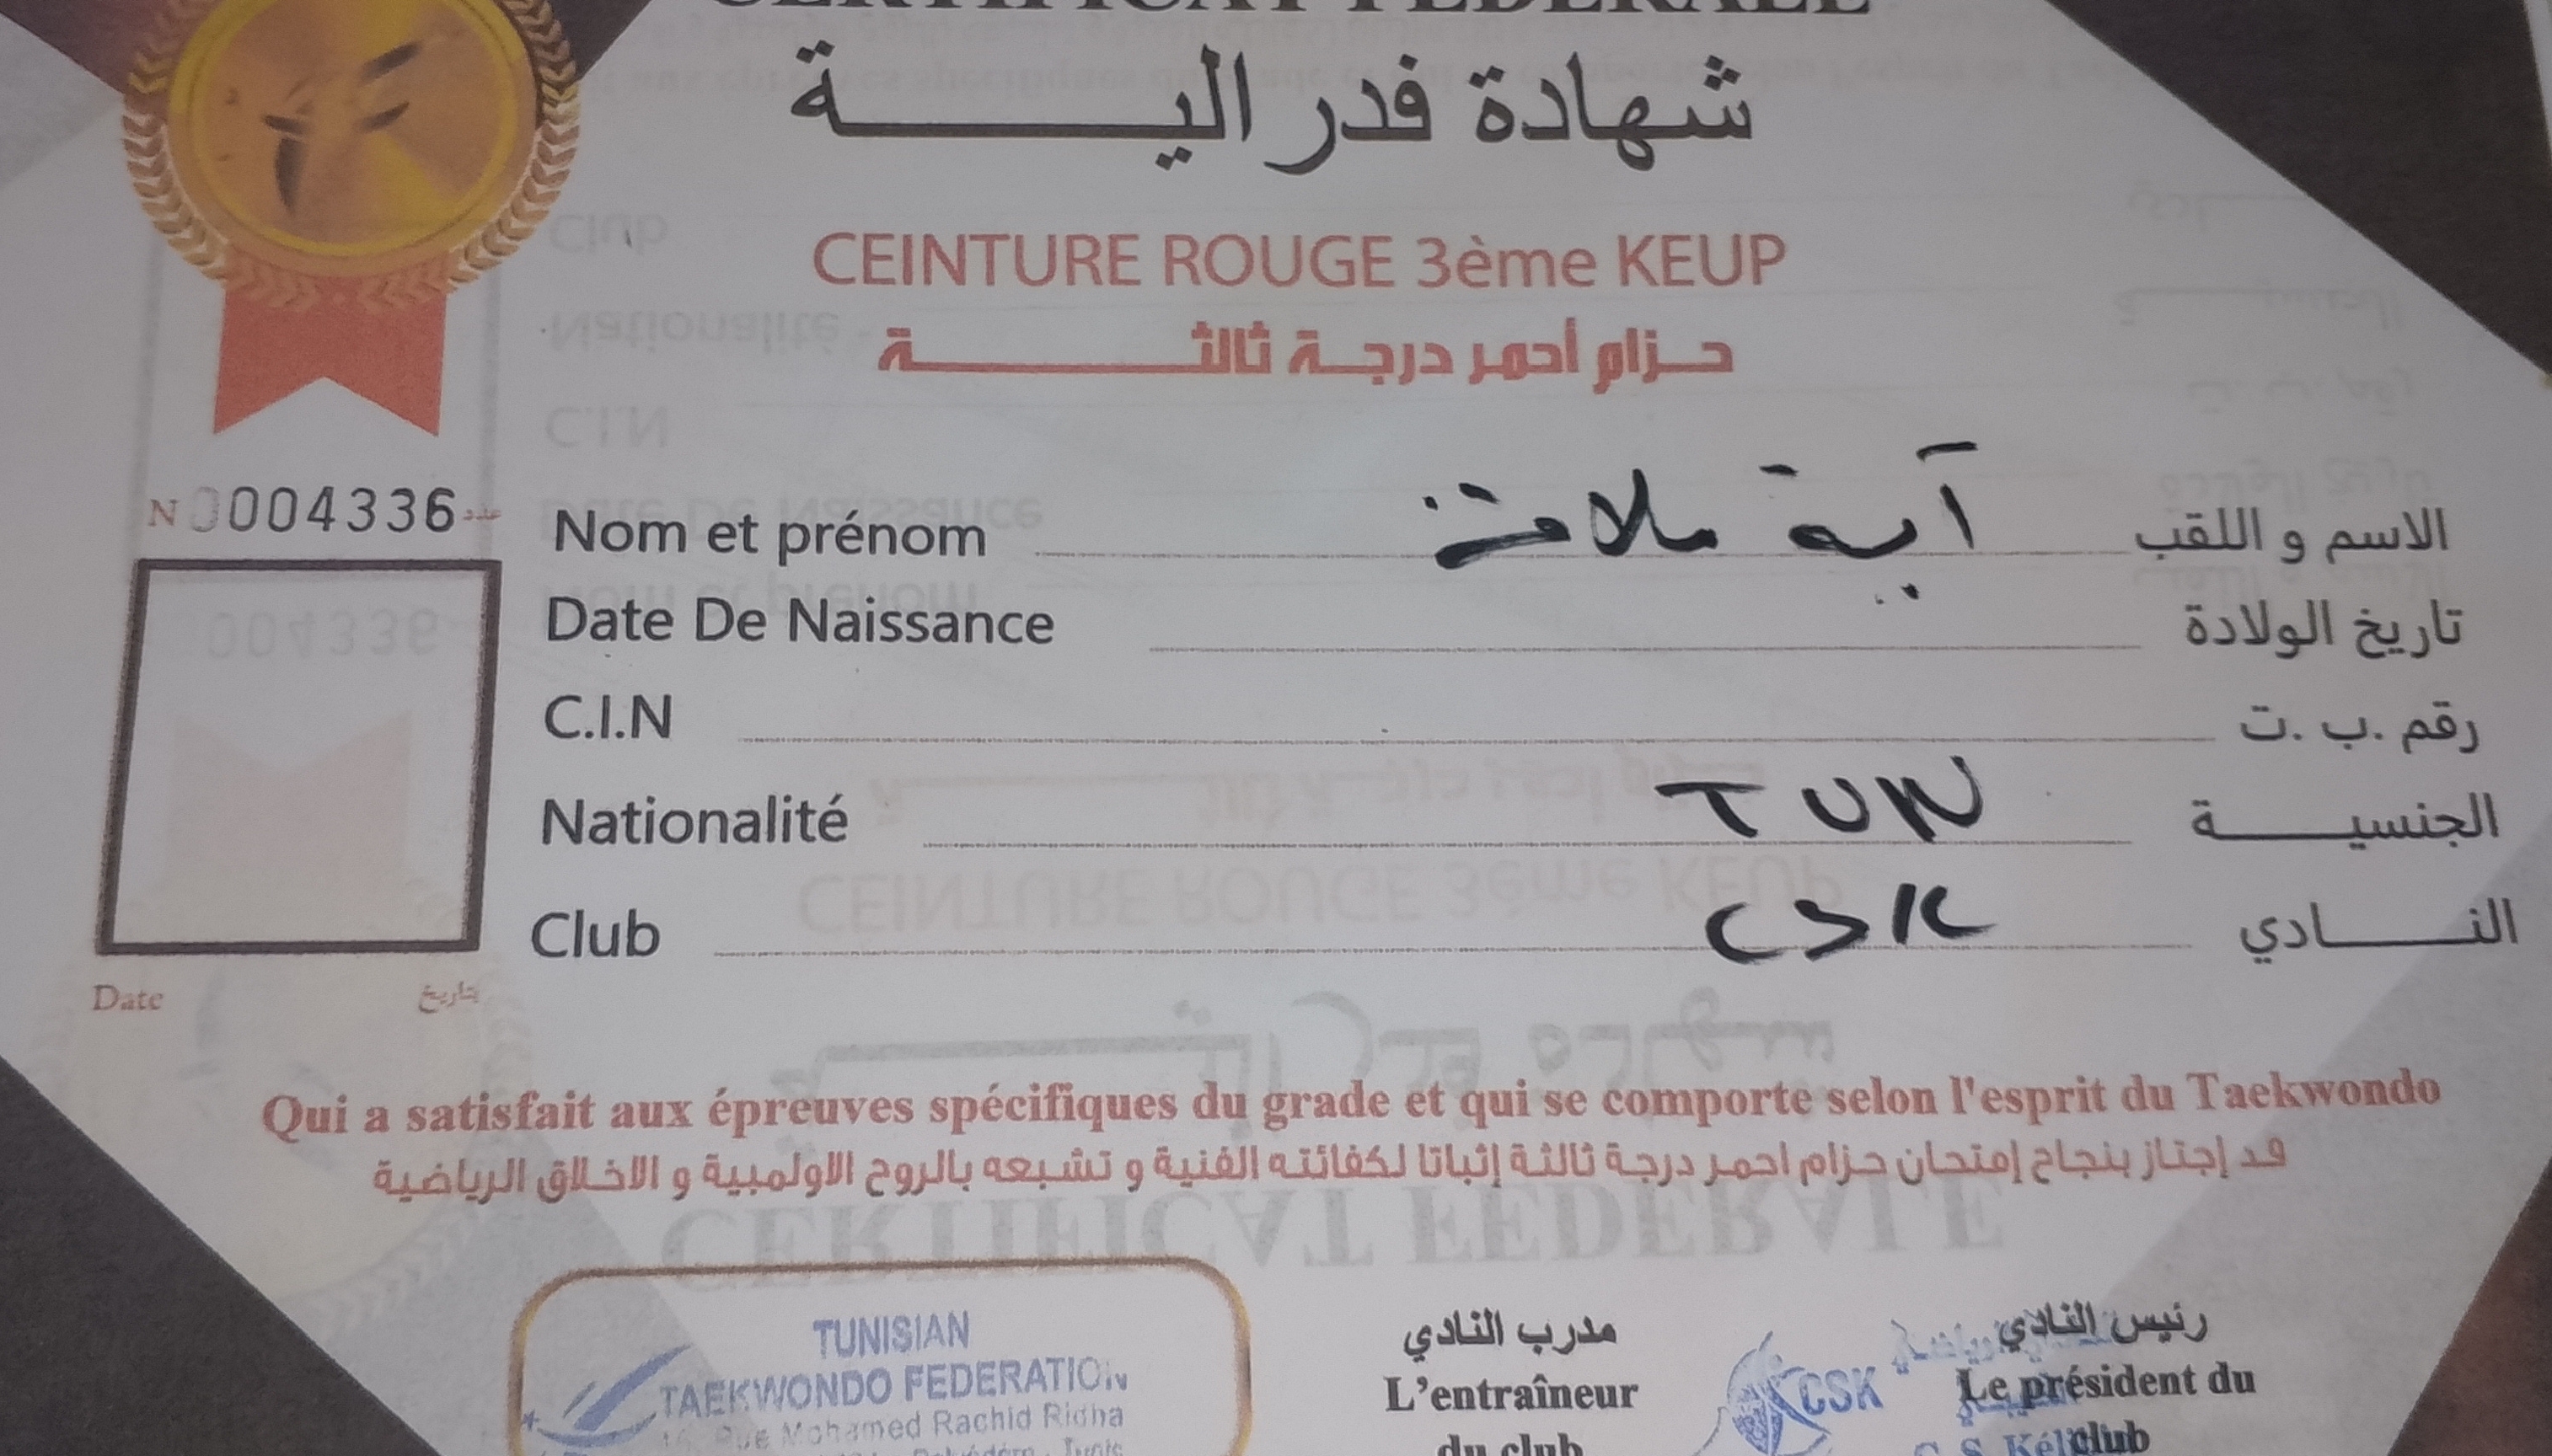 CERTIFICAT FEDERALE
شهادة فدرالية
CEINTURE ROUGE 3ème KEUP
حزام أحمر درجة ثالثة
N 0004336 عدد
Nom et prénom آية الاسم و اللقب
Date De Naissance تاريخ الولادة
C.I.N رقم .ب .ت
Nationalité TUN الجنسية
Club CSK النادي
Date تاريخ
Qui a satisfait aux épreuves spécifiques du grade et qui se comporte selon l'esprit du Taekwondo
قد إجتاز بنجاح إمتحان حزام احمر درجة ثالثة إثباتا لكفائته الفنية و تشبعه بالروح الاولمبية و الاخلاق الرياضية
TUNISIAN
TAEKWONDO FEDERATION
Rue Mohamed Rachid Ridha
مدرب النادي
L'entraîneur
du club
CSK
رئيس النادي
Le président du
club